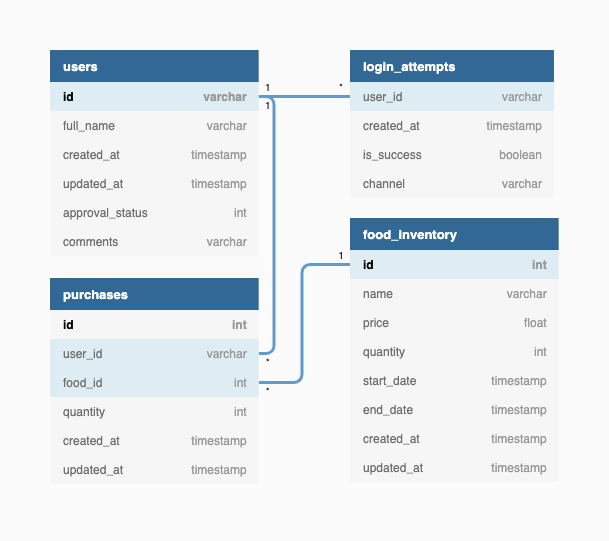 users
id varchar
full_name varchar
created_at timestamp
updated_at timestamp
approval_status int
comments varchar
1
1
*
login_attempts
user_id varchar
created_at timestamp
is_success boolean
channel varchar
purchases
id int
user_id varchar
food_id int
quantity int
created_at timestamp
updated_at timestamp
*
*
1
food_inventory
id int
name varchar
price float
quantity int
start_date timestamp
end_date timestamp
created_at timestamp
updated_at timestamp